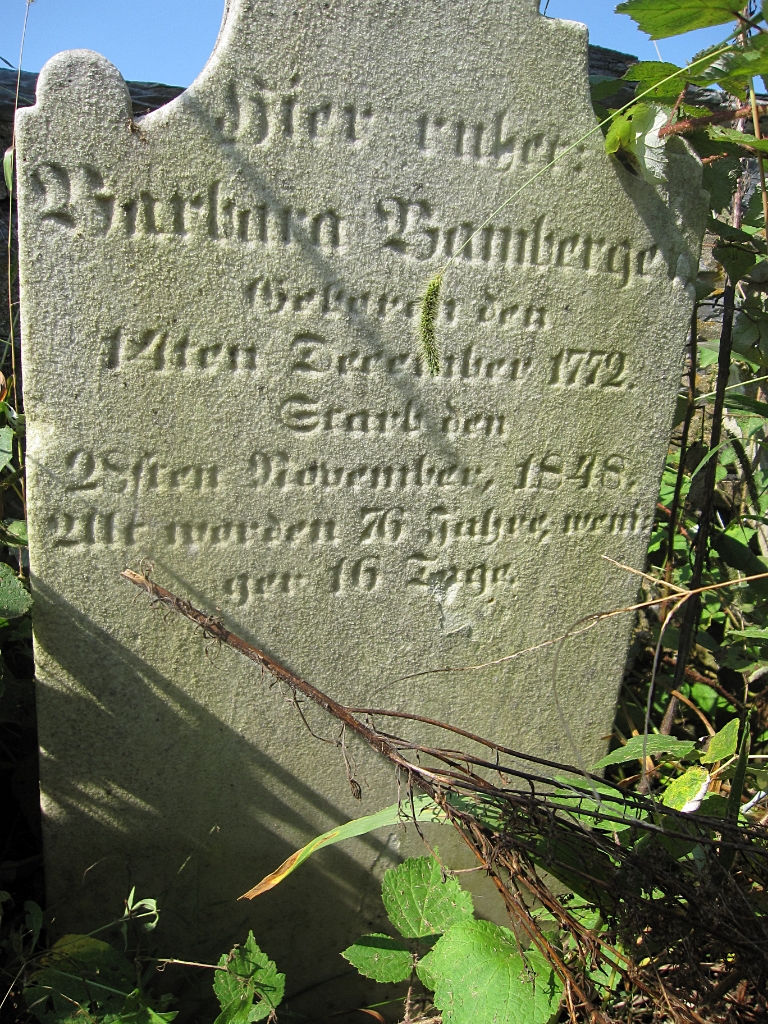 Hier ruhet:
Barbara Bamberger,
Geboren den
14ten December 1772.
Starb den
28sten November, 1848.
Alt worden 76 Jahre, weni-
ger 16 Tage.